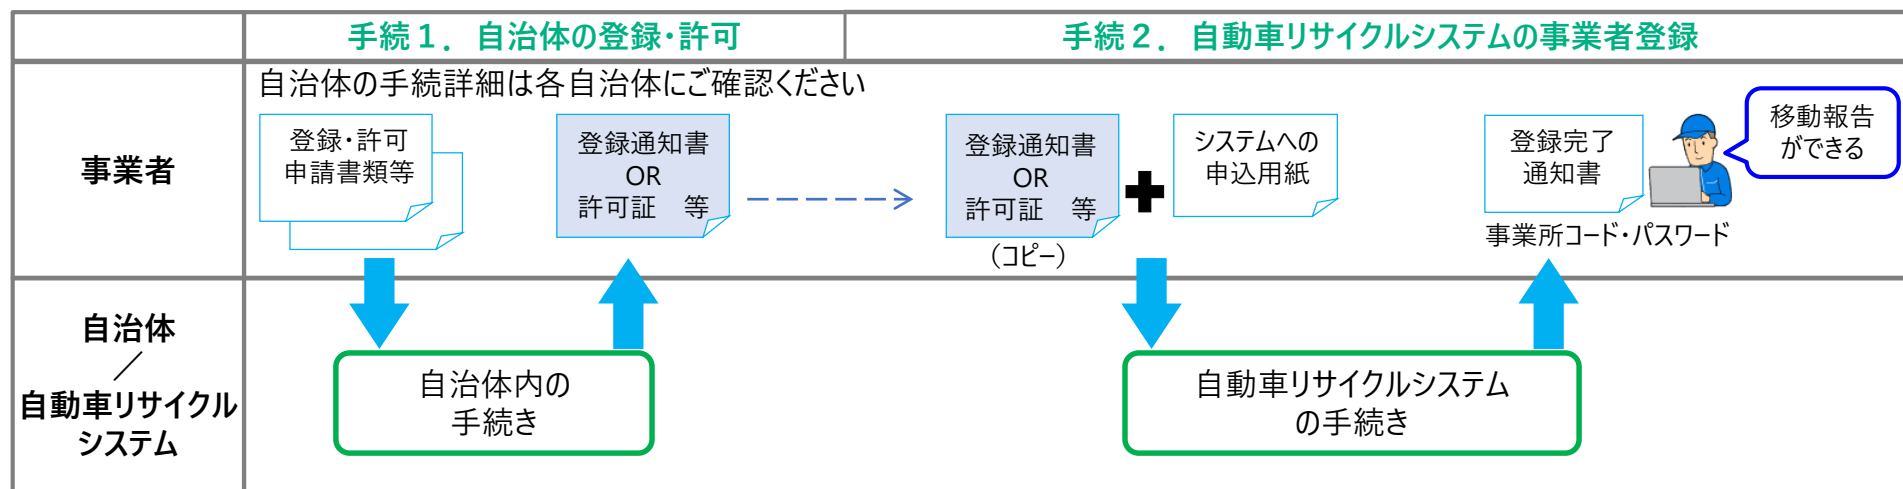 手続１．自治体の登録・許可
手続２．自動車リサイクルシステムの事業者登録
事業者
自治体の手続詳細は各自治体にご確認ください
登録・許可
申請書類等
登録通知書
OR
許可証　等
登録通知書
OR
許可証　等
（コピー）
システムへの
申込用紙
登録完了
通知書
事業所コード・パスワード
移動報告
ができる
自治体
／
自動車リサイクル
システム
自治体内の
手続き
自動車リサイクルシステム
の手続き